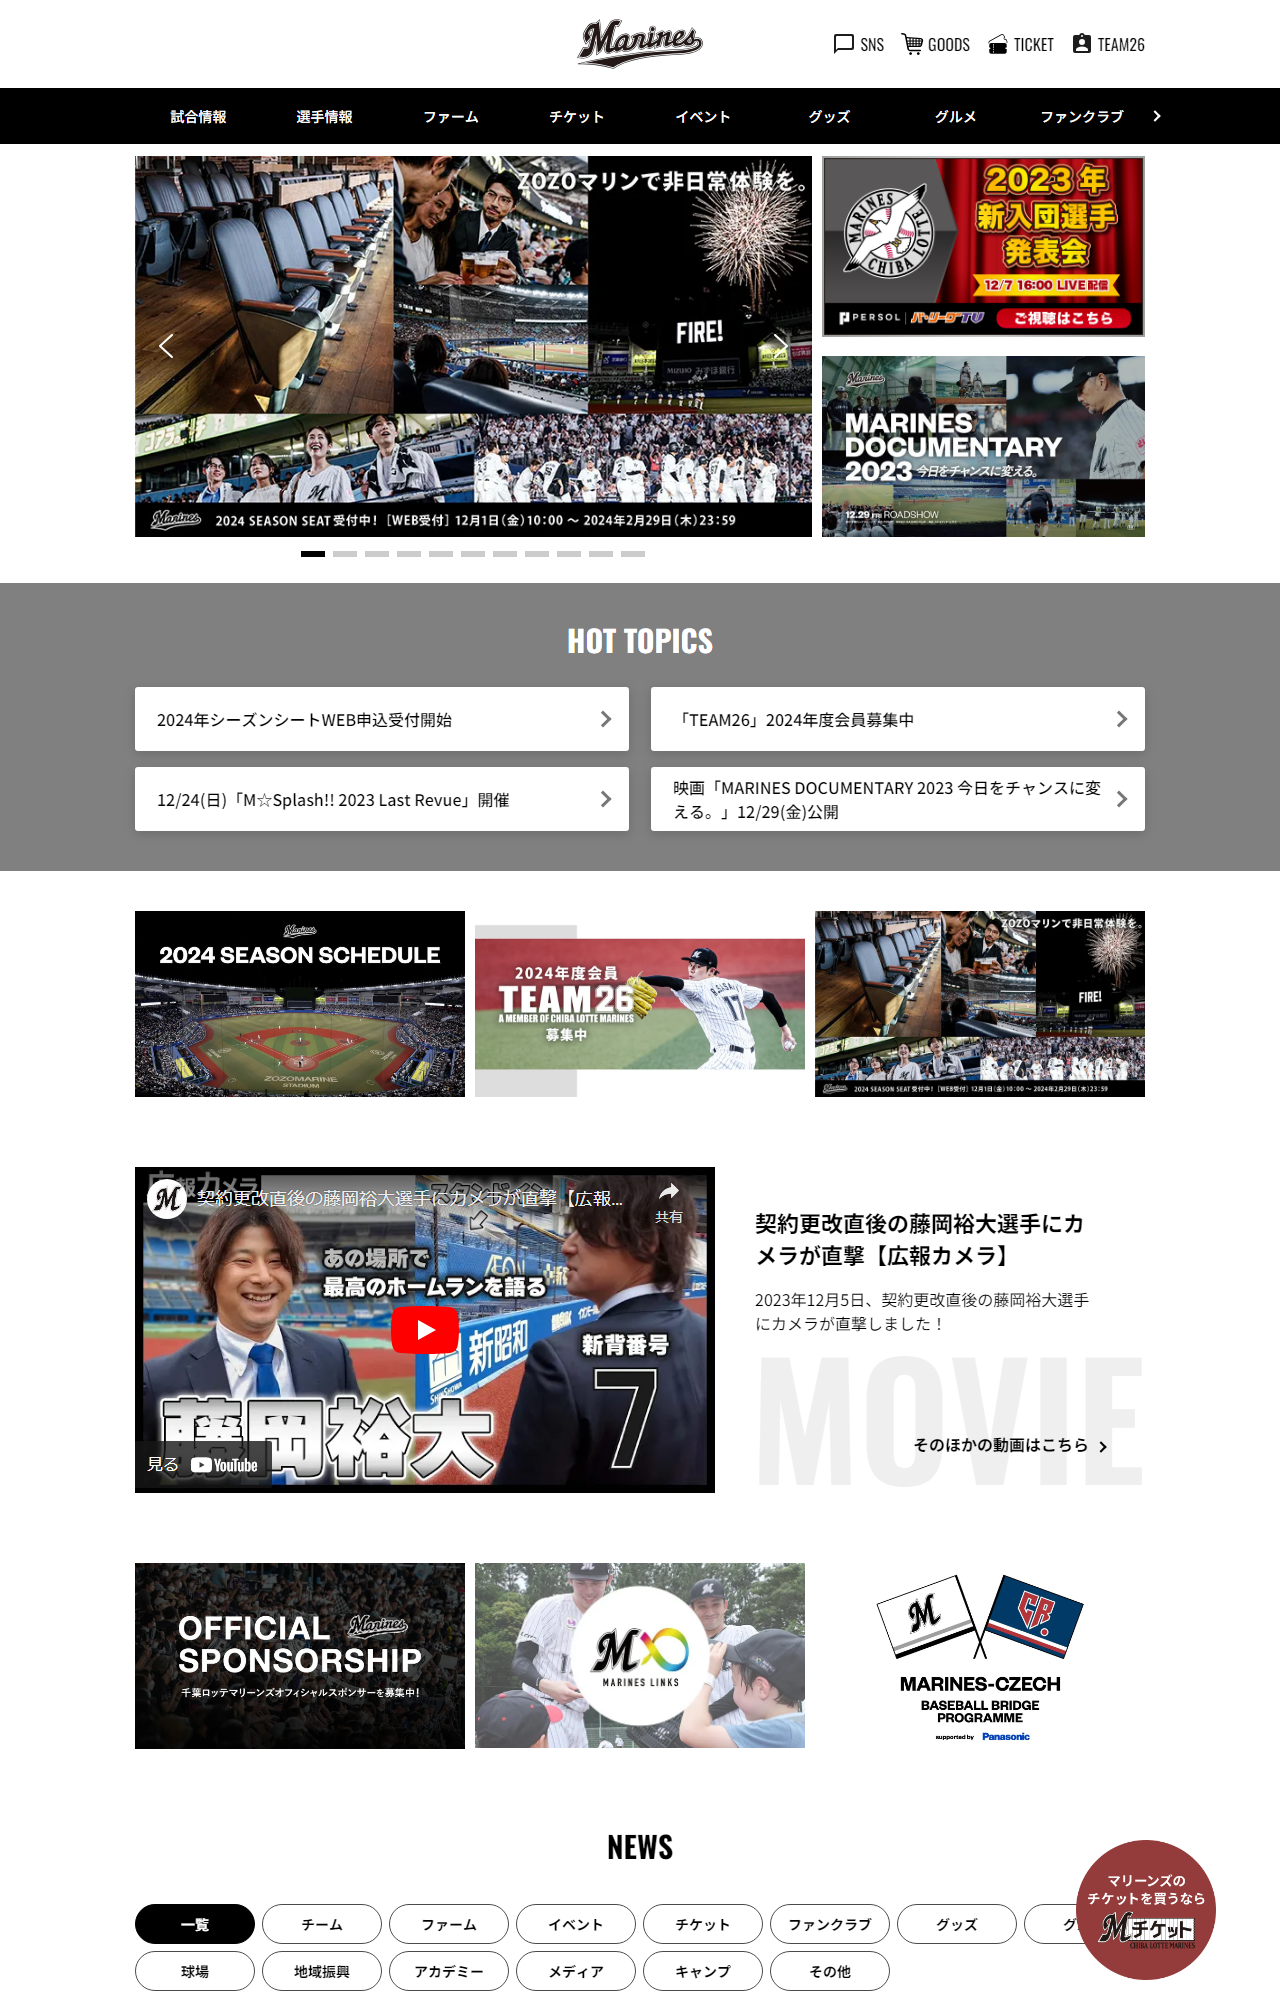 Marines
SNS
GOODS
TICKET
TEAM26
試合情報
選手情報
ファーム
チケット
イベント
グッズ
グルメ
ファンクラブ
ZOZOマリンで非日常体験を。
FIRE!
MIZUHO みずほ銀行
Marines 2024 SEASON SEAT 受付中! [WEB受付] 12月1日(金)10:00 ～ 2024年2月29日(木)23:59
MARINES
CHIBA LOTTE
2023年
新入団選手
発表会
12/7 16:00 LIVE配信
PERSOL パ・リーグTV ご視聴はこちら
Marines
MARINES
DOCUMENTARY
2023 今日をチャンスに変える。
12.29 FRI ROADSHOW
HOT TOPICS
2024年シーズンシートWEB申込受付開始
「TEAM26」2024年度会員募集中
12/24(日)「M☆Splash!! 2023 Last Revue」開催
映画「MARINES DOCUMENTARY 2023 今日をチャンスに変
える。」12/29(金)公開
Marines
2024 SEASON SCHEDULE
ZOZOMARINE
STADIUM
2024年度会員
TEAM26
A MEMBER OF CHIBA LOTTE MARINES
募集中
17
ZOZOマリンで非日常体験を。
FIRE!
Marines 2024 SEASON SEAT 受付中! [WEB受付] 12月1日(金)10:00 ～ 2024年2月29日(木)23:59
広報カメラ
契約更改直後の藤岡裕大選手にカメラが直撃【広報...
共有
スタンドイン
あの場所で
最高のホームランを語る
AEON
新昭和
新背番号
7
藤岡裕大
見る YouTube
契約更改直後の藤岡裕大選手にカ
メラが直撃【広報カメラ】
2023年12月5日、契約更改直後の藤岡裕大選手
にカメラが直撃しました！
MOVIE
そのほかの動画はこちら
OFFICIAL Marines
SPONSORSHIP
千葉ロッテマリーンズオフィシャルスポンサーを募集中!
M
MARINES LINKS
M
CR
MARINES-CZECH
BASEBALL BRIDGE
PROGRAMME
supported by Panasonic
NEWS
一覧
チーム
ファーム
イベント
チケット
ファンクラブ
グッズ
グ
球場
地域振興
アカデミー
メディア
キャンプ
その他
マリーンズの
チケットを買うなら
Mチケット
CHIBA LOTTE MARINES